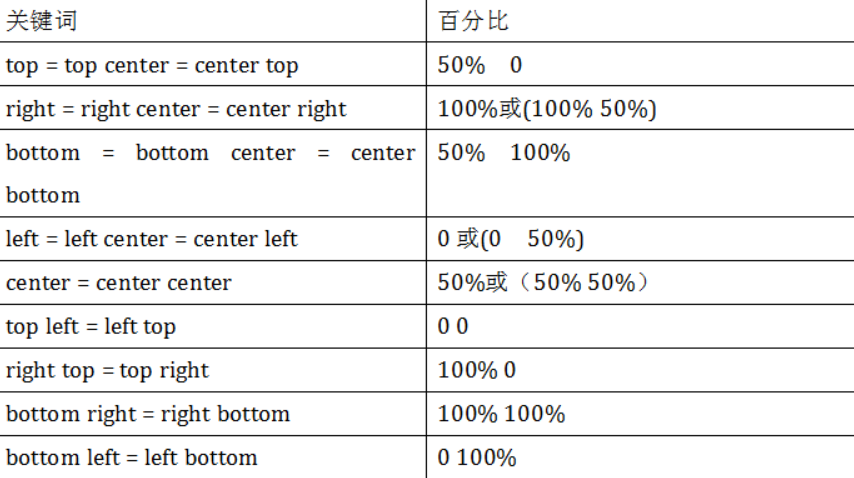 关键词 百分比
top = top center = center top 50% 0
right = right center = center right 100%或(100% 50%)
bottom = bottom center = center 50% 100%
bottom
left = left center = center left 0 或(0 50%)
center = center center 50%或（50% 50%）
top left = left top 0 0
right top = top right 100% 0
bottom right = right bottom 100% 100%
bottom left = left bottom 0 100%